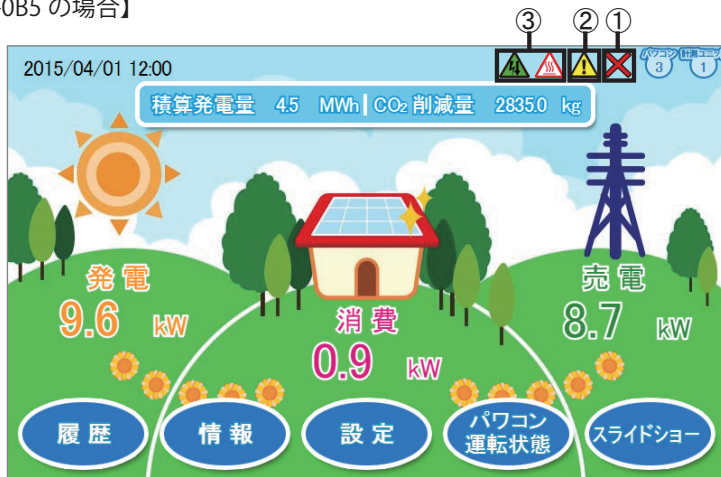 0B5 の場合】
③ ② ①
2015/04/01 12:00
パワコン 3
計測ユニット 1
積算発電量 4.5 MWh CO₂ 削減量 2835.0 kg
発電
9.6 kW
売電
8.7 kW
消費
0.9 kW
履歴
情報
設定
パワコン
運転状態
スライドショー